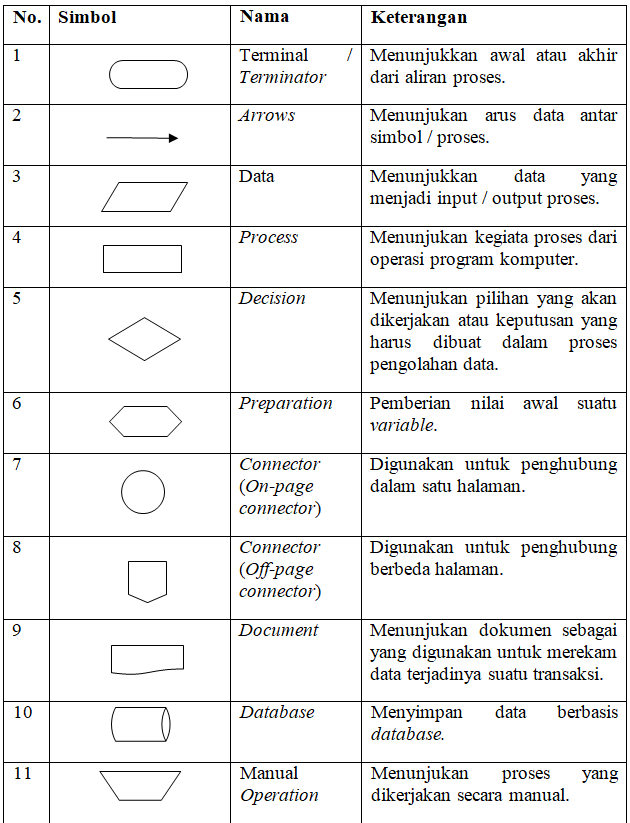 No. Simbol Nama Keterangan
1 Terminal / Menunjukkan awal atau akhir
Terminator dari aliran proses.
2 Arrows Menunjukan arus data antar
simbol / proses.
3 Data Menunjukkan data yang
menjadi input / output proses.
4 Process Menunjukan kegiata proses dari
operasi program komputer.
5 Decision Menunjukan pilihan yang akan
dikerjakan atau keputusan yang
harus dibuat dalam proses
pengolahan data.
6 Preparation Pemberian nilai awal suatu
variable.
7 Connector Digunakan untuk penghubung
(On-page dalam satu halaman.
connector)
8 Connector Digunakan untuk penghubung
(Off-page berbeda halaman.
connector)
9 Document Menunjukan dokumen sebagai
yang digunakan untuk merekam
data terjadinya suatu transaksi.
10 Database Menyimpan data berbasis
database.
11 Manual Menunjukan proses yang
Operation dikerjakan secara manual.